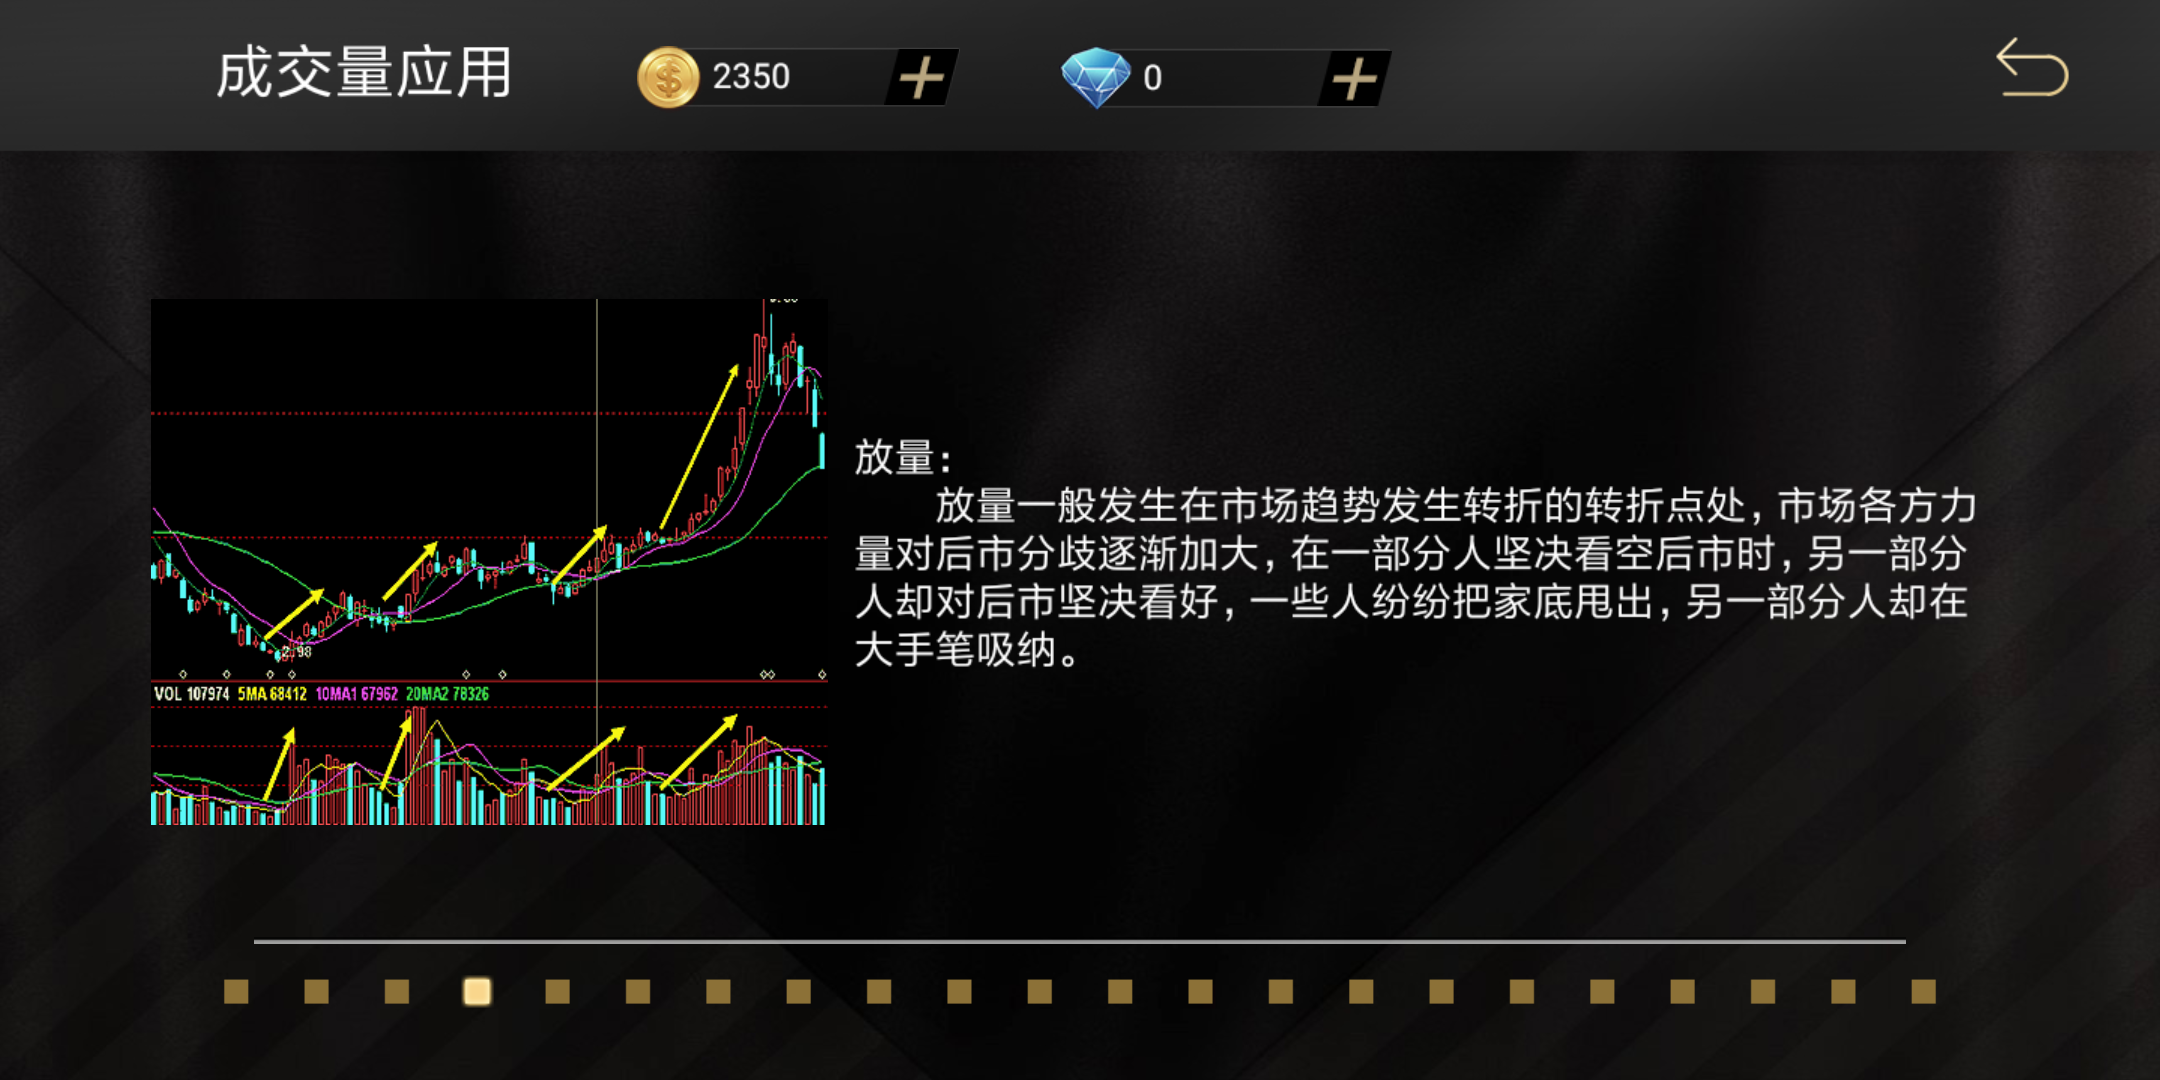 成交量应用
2350
0
放量：
放量一般发生在市场趋势发生转折的转折点处，市场各方力
量对后市分歧逐渐加大，在一部分人坚决看空后市时，另一部分
人却对后市坚决看好，一些人纷纷把家底甩出，另一部分人却在
大手笔吸纳。
2.98
VOL 107974 5MA 68412 10MA1 67962 20MA2 78326